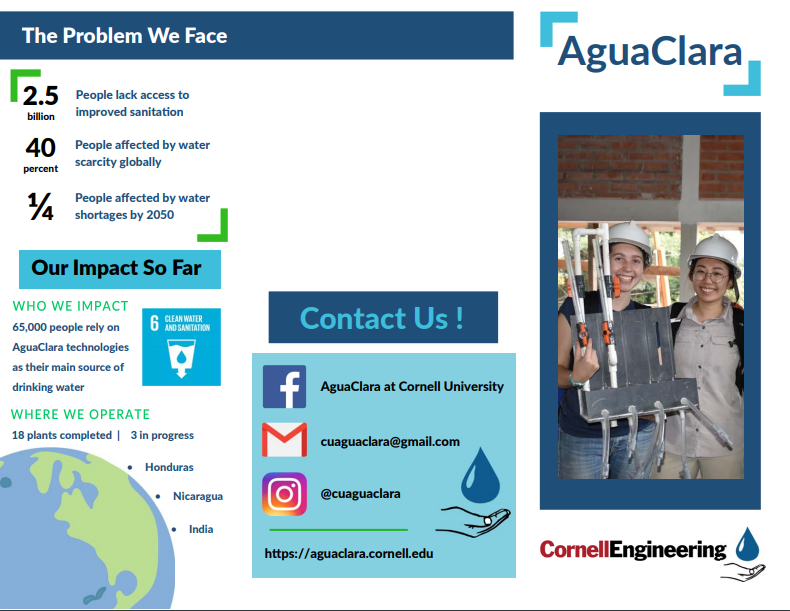 The Problem We Face
2.5
billion
People lack access to
improved sanitation
40
percent
People affected by water
scarcity globally
¼
People affected by water
shortages by 2050
Our Impact So Far
WHO WE IMPACT
65,000 people rely on
AguaClara technologies
as their main source of
drinking water
6 CLEAN WATER
AND SANITATION
WHERE WE OPERATE
18 plants completed | 3 in progress
• Honduras
• Nicaragua
• India
Contact Us !
AguaClara at Cornell University
cuaguaclara@gmail.com
@cuaguaclara
https://aguaclara.cornell.edu
AguaClara
CornellEngineering